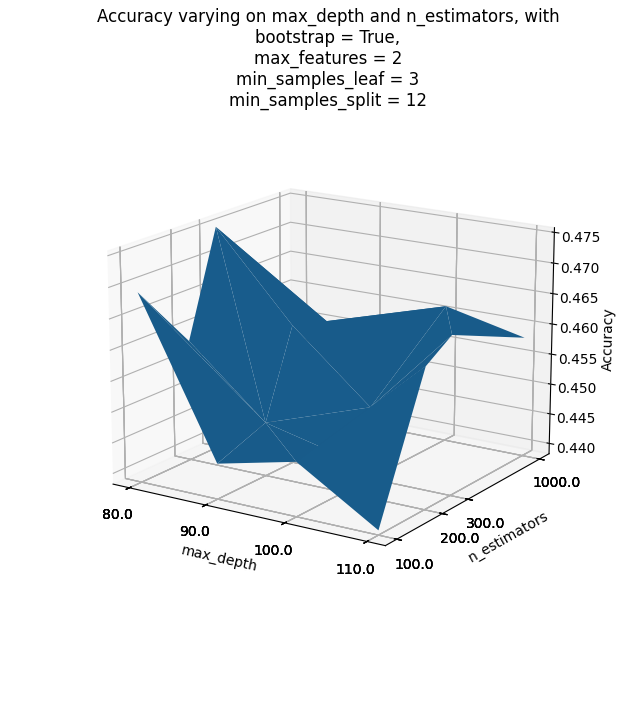 Accuracy varying on max_depth and n_estimators, with
bootstrap = True,
max_features = 2
min_samples_leaf = 3
min_samples_split = 12
0.475
0.470
0.465
0.460
0.455
0.450
0.445
0.440
Accuracy
80.0
90.0
100.0
110.0
max_depth
100.0
200.0
300.0
1000.0
n_estimators